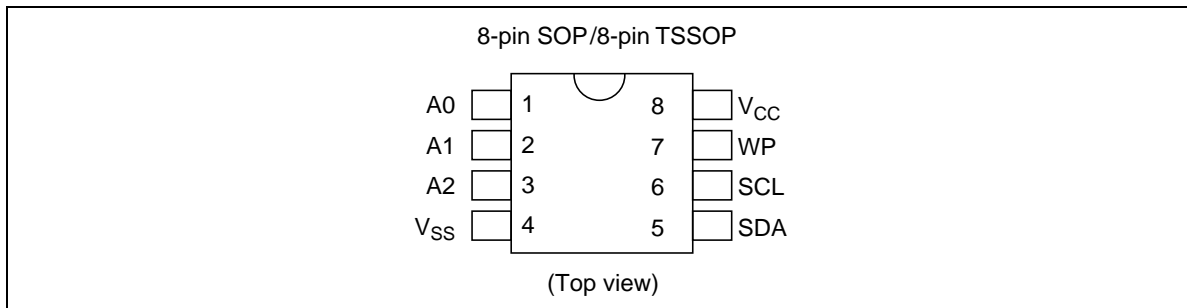 8-pin SOP/8-pin TSSOP
A0 1 8 VCC
A1 2 7 WP
A2 3 6 SCL
VSS 4 5 SDA
(Top view)